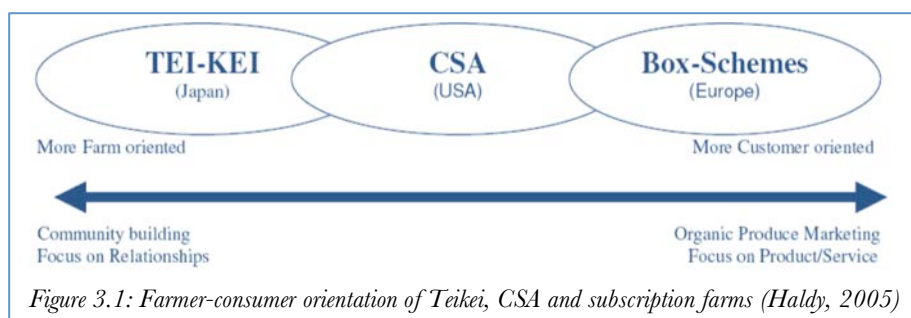 TEI-KEI
(Japan)
CSA
(USA)
Box-Schemes
(Europe)
More Farm oriented
More Customer oriented
Community building
Focus on Relationships
Organic Produce Marketing
Focus on Product/Service
Figure 3.1: Farmer-consumer orientation of Teikei, CSA and subscription farms (Haldy, 2005)